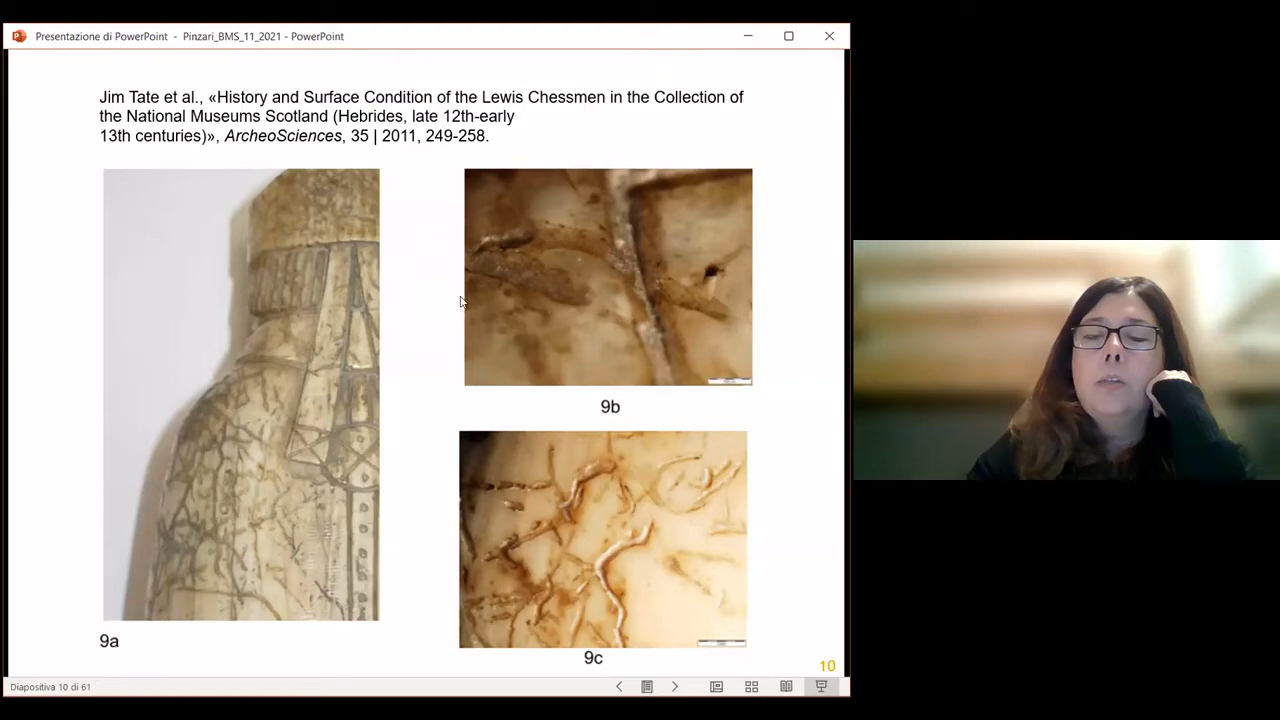 Presentazione di PowerPoint - Pinzari_BMS_11_2021 - PowerPoint
Jim Tate et al., «History and Surface Condition of the Lewis Chessmen in the Collection of
the National Museums Scotland (Hebrides, late 12th-early
13th centuries)», ArcheoSciences, 35 | 2011, 249-258.
9b
9a
9c
10
Diapositiva 10 di 61